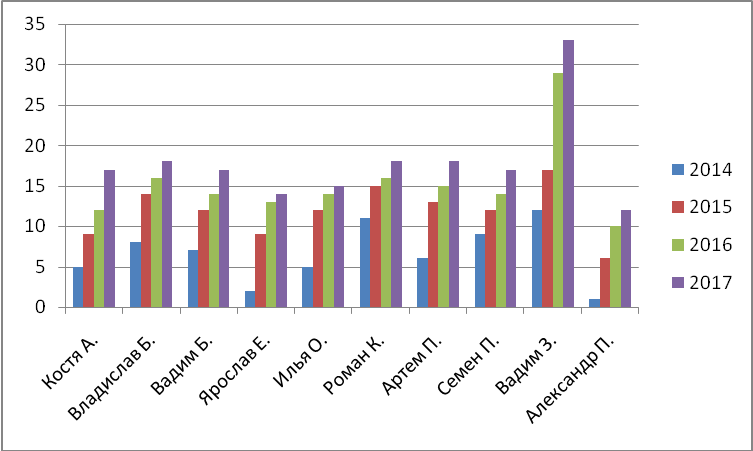 35
30
25
20
15
10
5
0
Костя А.
Владислав Б.
Вадим Б.
Ярослав Е.
Илья О.
Роман К.
Артем П.
Семен П.
Вадим З.
Александр П.
2014
2015
2016
2017